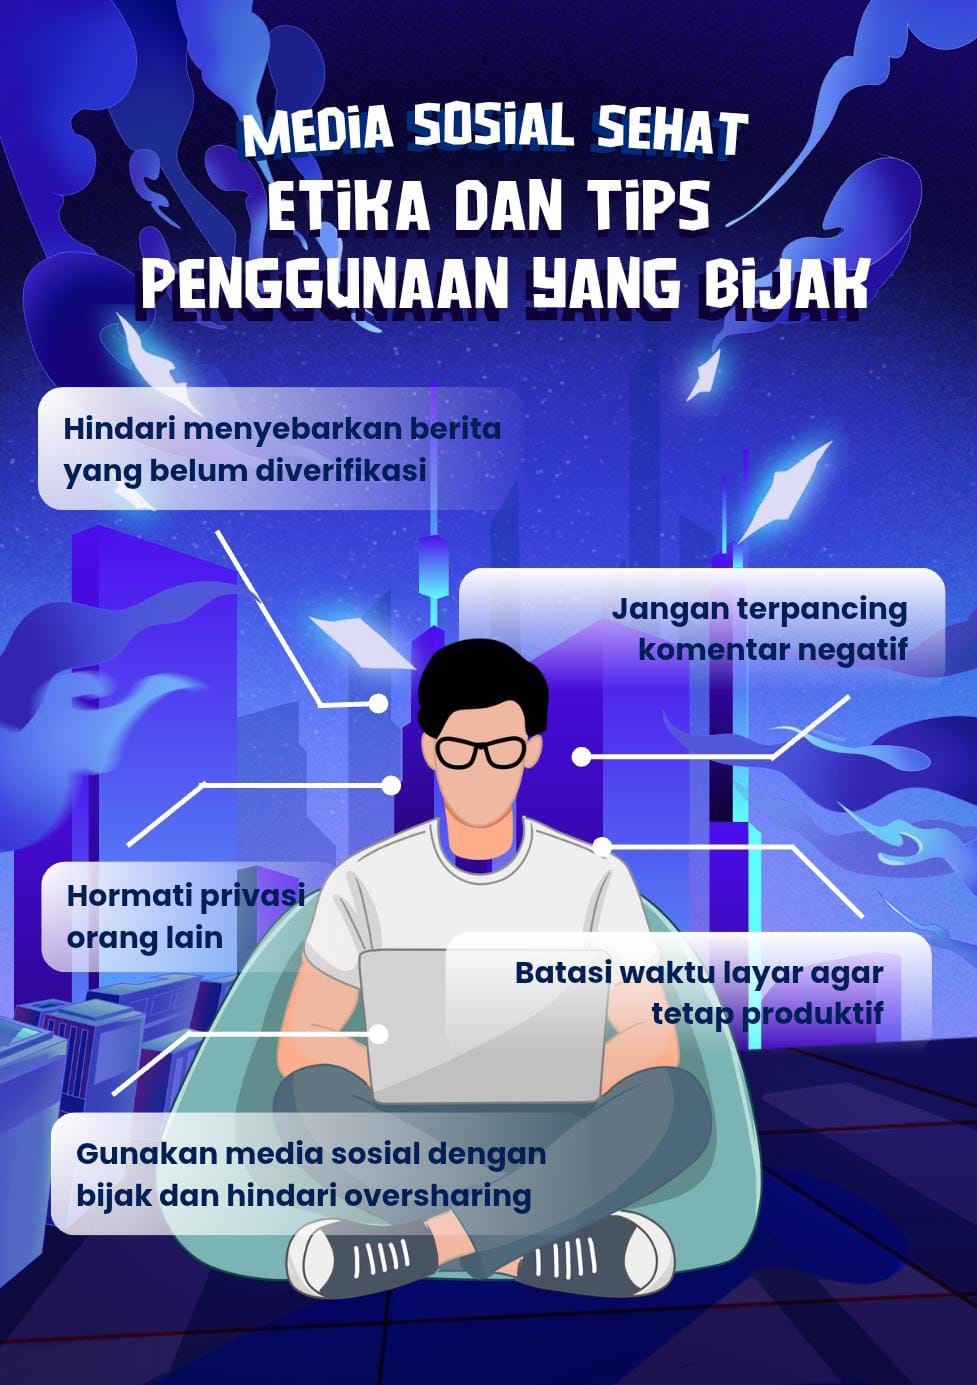 MEDIA SOSIAL SEHAT
ETIKA DAN TIPS
PENGGUNAAN YANG BIJAK
Hindari menyebarkan berita
yang belum diverifikasi
Jangan terpancing
komentar negatif
Hormati privasi
orang lain
Batasi waktu layar agar
tetap produktif
Gunakan media sosial dengan
bijak dan hindari oversharing